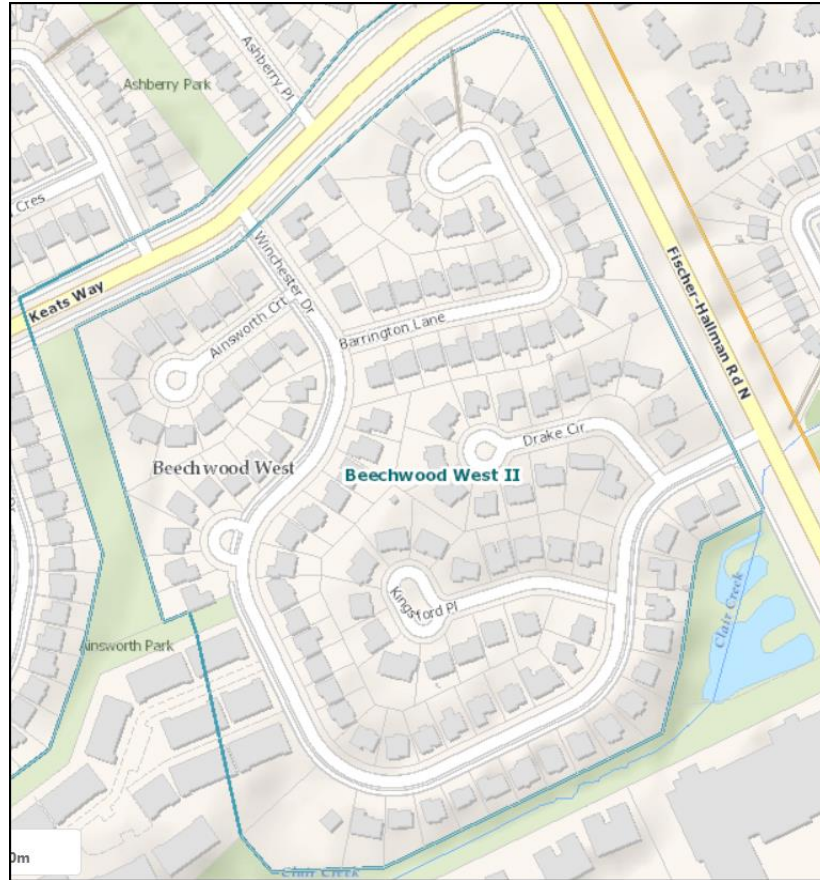 Ashberry Pl
Ashberry Park
Cres
Keats Way
Winchester Dr
Ainsworth Crt
Barrington Lane
Fischer-Hallman Rd N
Beechwood West
Drake Cir
Beechwood West II
Kingsford Pl
Clair Creek
Ainsworth Park
0m
Clair Creek